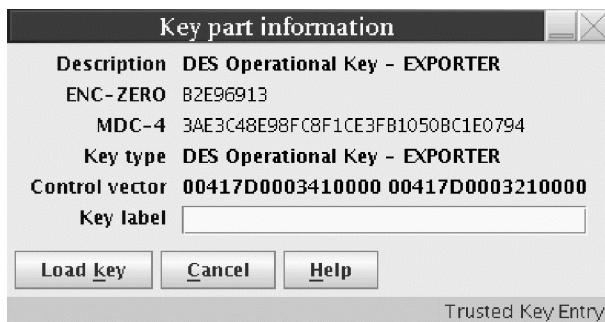 Key part information
Description DES Operational Key - EXPORTER
ENC-ZERO B2E96913
MDC-4 3AE3C48E98FC8F1CE3FB1050BC1E0794
Key type DES Operational Key - EXPORTER
Control vector 00417D0003410000 00417D0003210000
Key label
Load key Cancel Help
Trusted Key Entry